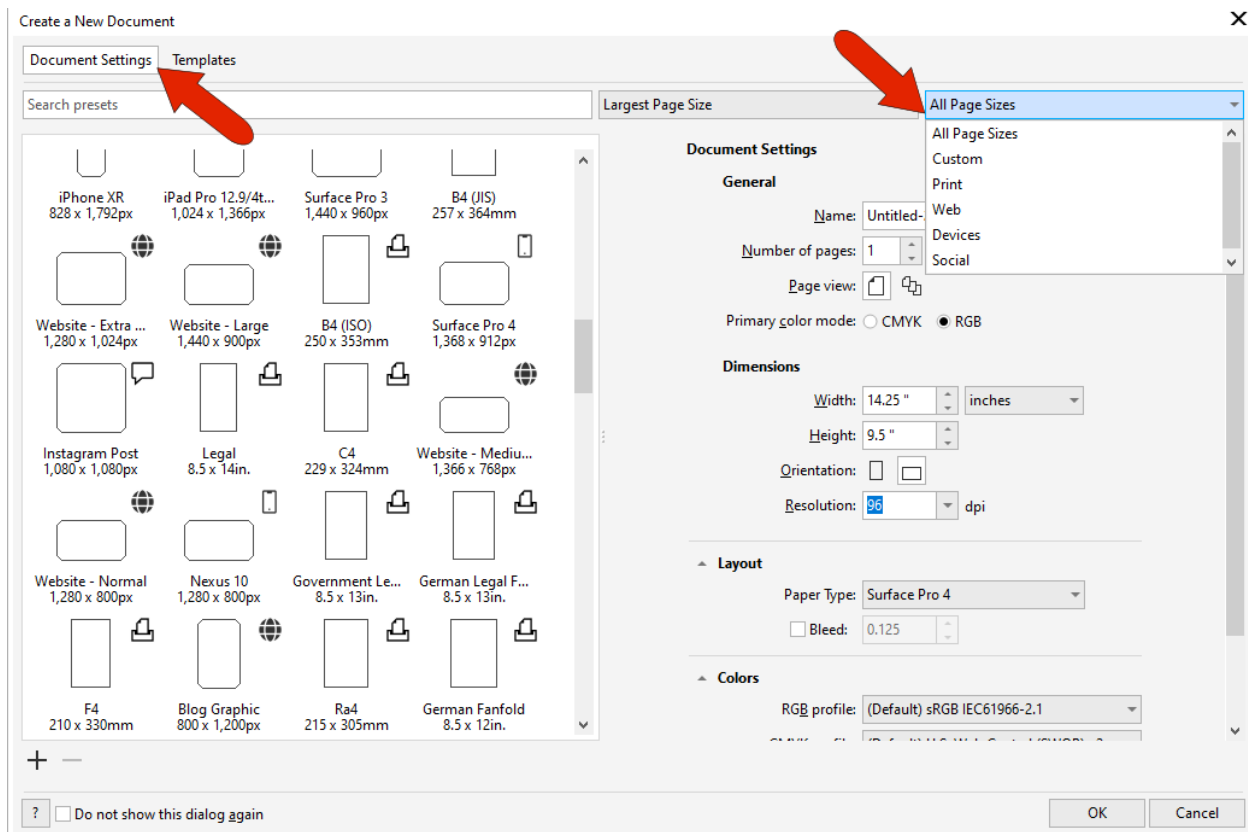 Create a New Document
Document Settings
Templates
Search presets
Largest Page Size
All Page Sizes
All Page Sizes
Custom
Print
Web
Devices
Social
iPhone XR
828 x 1,792px
iPad Pro 12.9/4t...
1,024 x 1,366px
Surface Pro 3
1,440 x 960px
B4 (JIS)
257 x 364mm
Website - Extra ...
1,280 x 1,024px
Website - Large
1,440 x 900px
B4 (ISO)
250 x 353mm
Surface Pro 4
1,368 x 912px
Instagram Post
1,080 x 1,080px
Legal
8.5 x 14in.
C4
229 x 324mm
Website - Mediu...
1,366 x 768px
Website - Normal
1,280 x 800px
Nexus 10
1,280 x 800px
Government Le...
8.5 x 13in.
German Legal F...
8.5 x 13in.
F4
210 x 330mm
Blog Graphic
800 x 1,200px
Ra4
215 x 305mm
German Fanfold
8.5 x 12in.
Document Settings
General
Name: Untitled-
Number of pages: 1
Page view:
Primary color mode: CMYK RGB
Dimensions
Width: 14.25 " inches
Height: 9.5 "
Orientation:
Resolution: 96 dpi
Layout
Paper Type: Surface Pro 4
Bleed: 0.125
Colors
RGB profile: (Default) sRGB IEC61966-2.1
? Do not show this dialog again
OK
Cancel